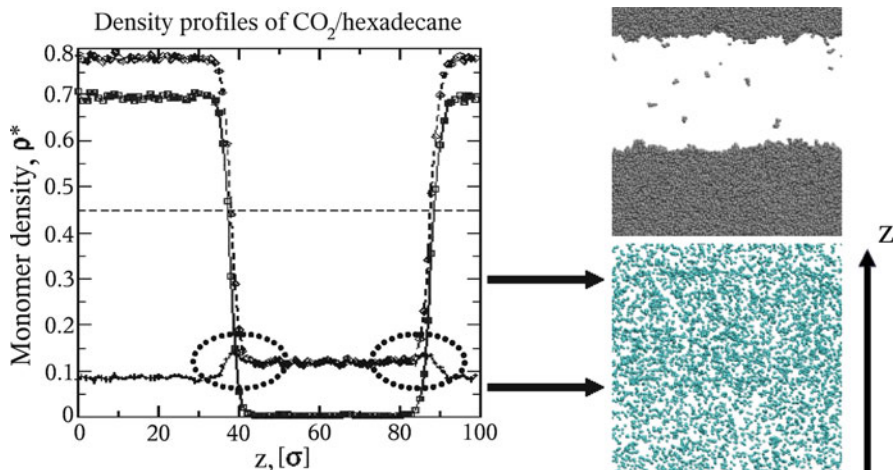 Density profiles of CO2/hexadecane
Monomer density, ρ*
0.8
0.7
0.6
0.5
0.4
0.3
0.2
0.1
0
0 20 40 60 80 100
z, [σ]
z